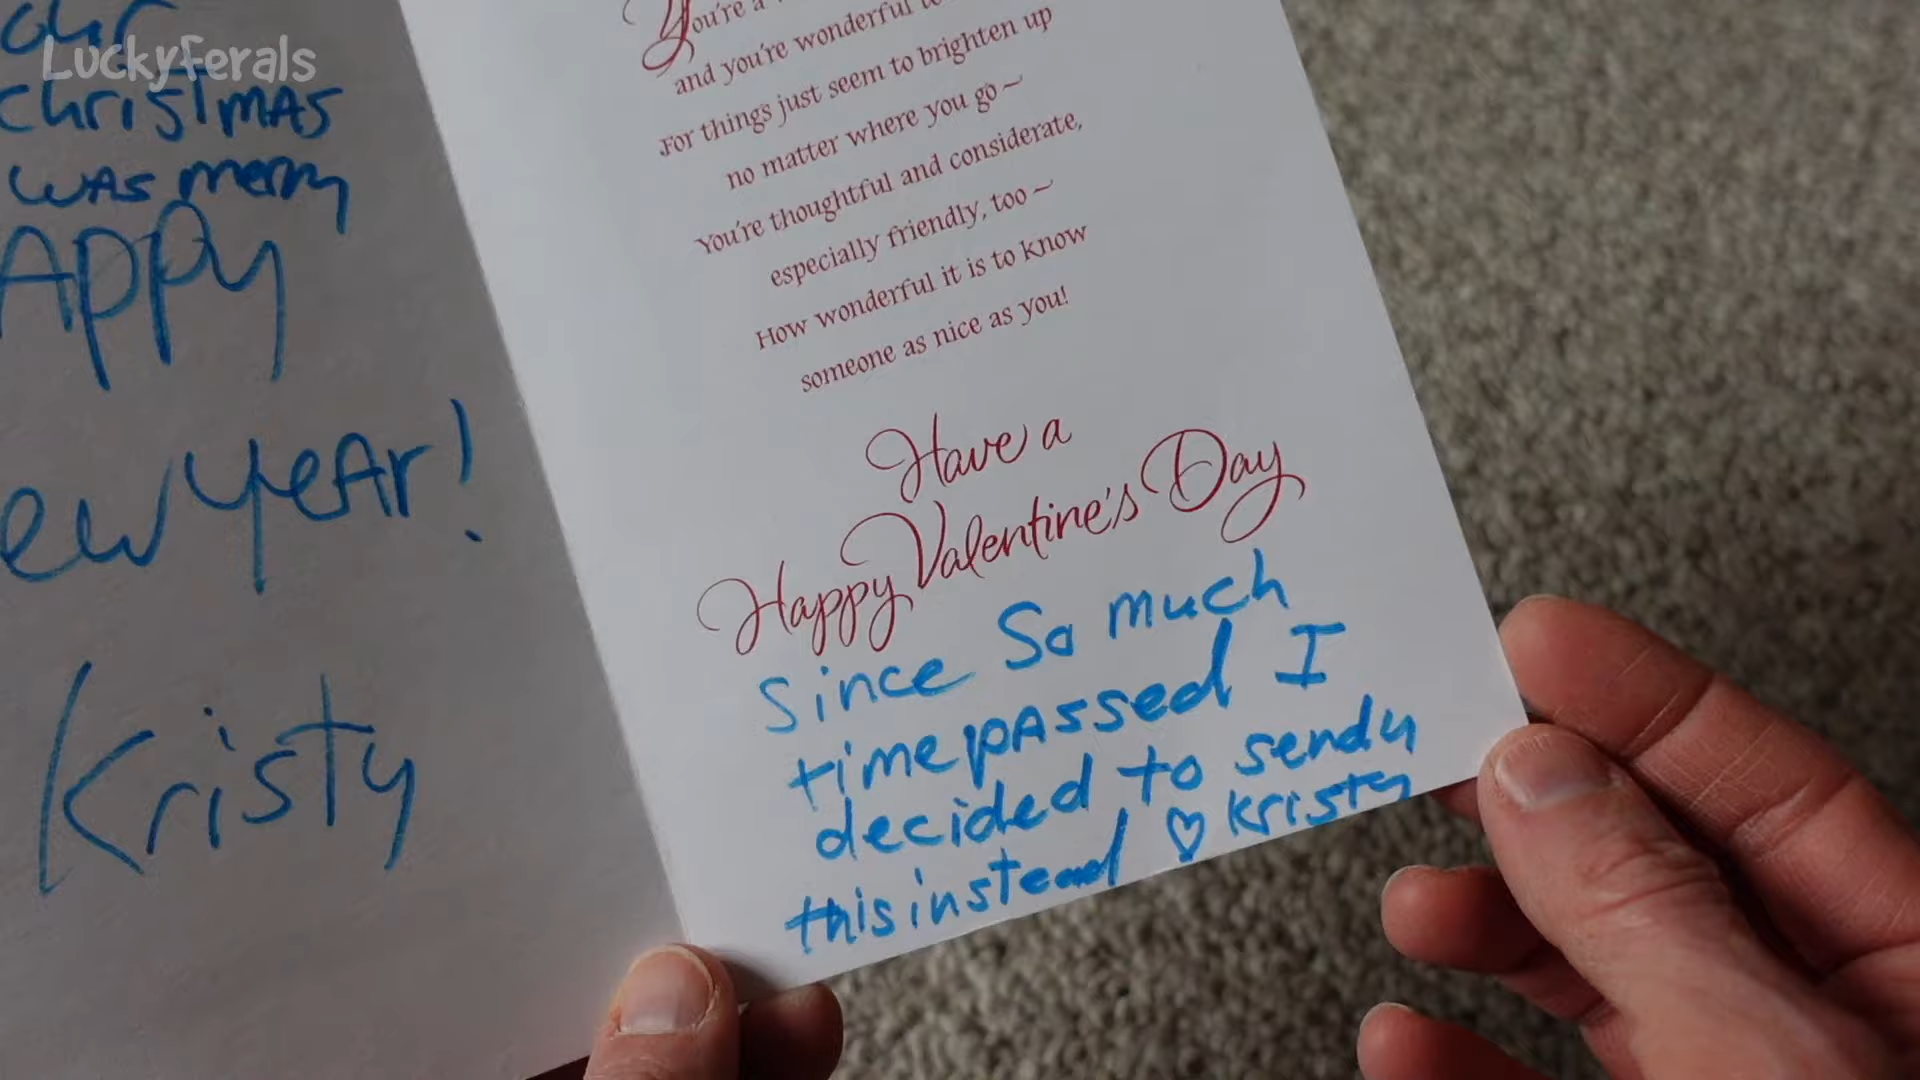 LuckyFerals
our
christmas
was merry
appy
ew year!
Kristy
You're a
and you're wonderful
For things just seem to brighten up
no matter where you go ~
You're thoughtful and considerate,
especially friendly, too ~
How wonderful it is to know
someone as nice as you!
Have a
Happy Valentine's Day
since So much
time passed I
decided to send
this instead ♡ Kristy